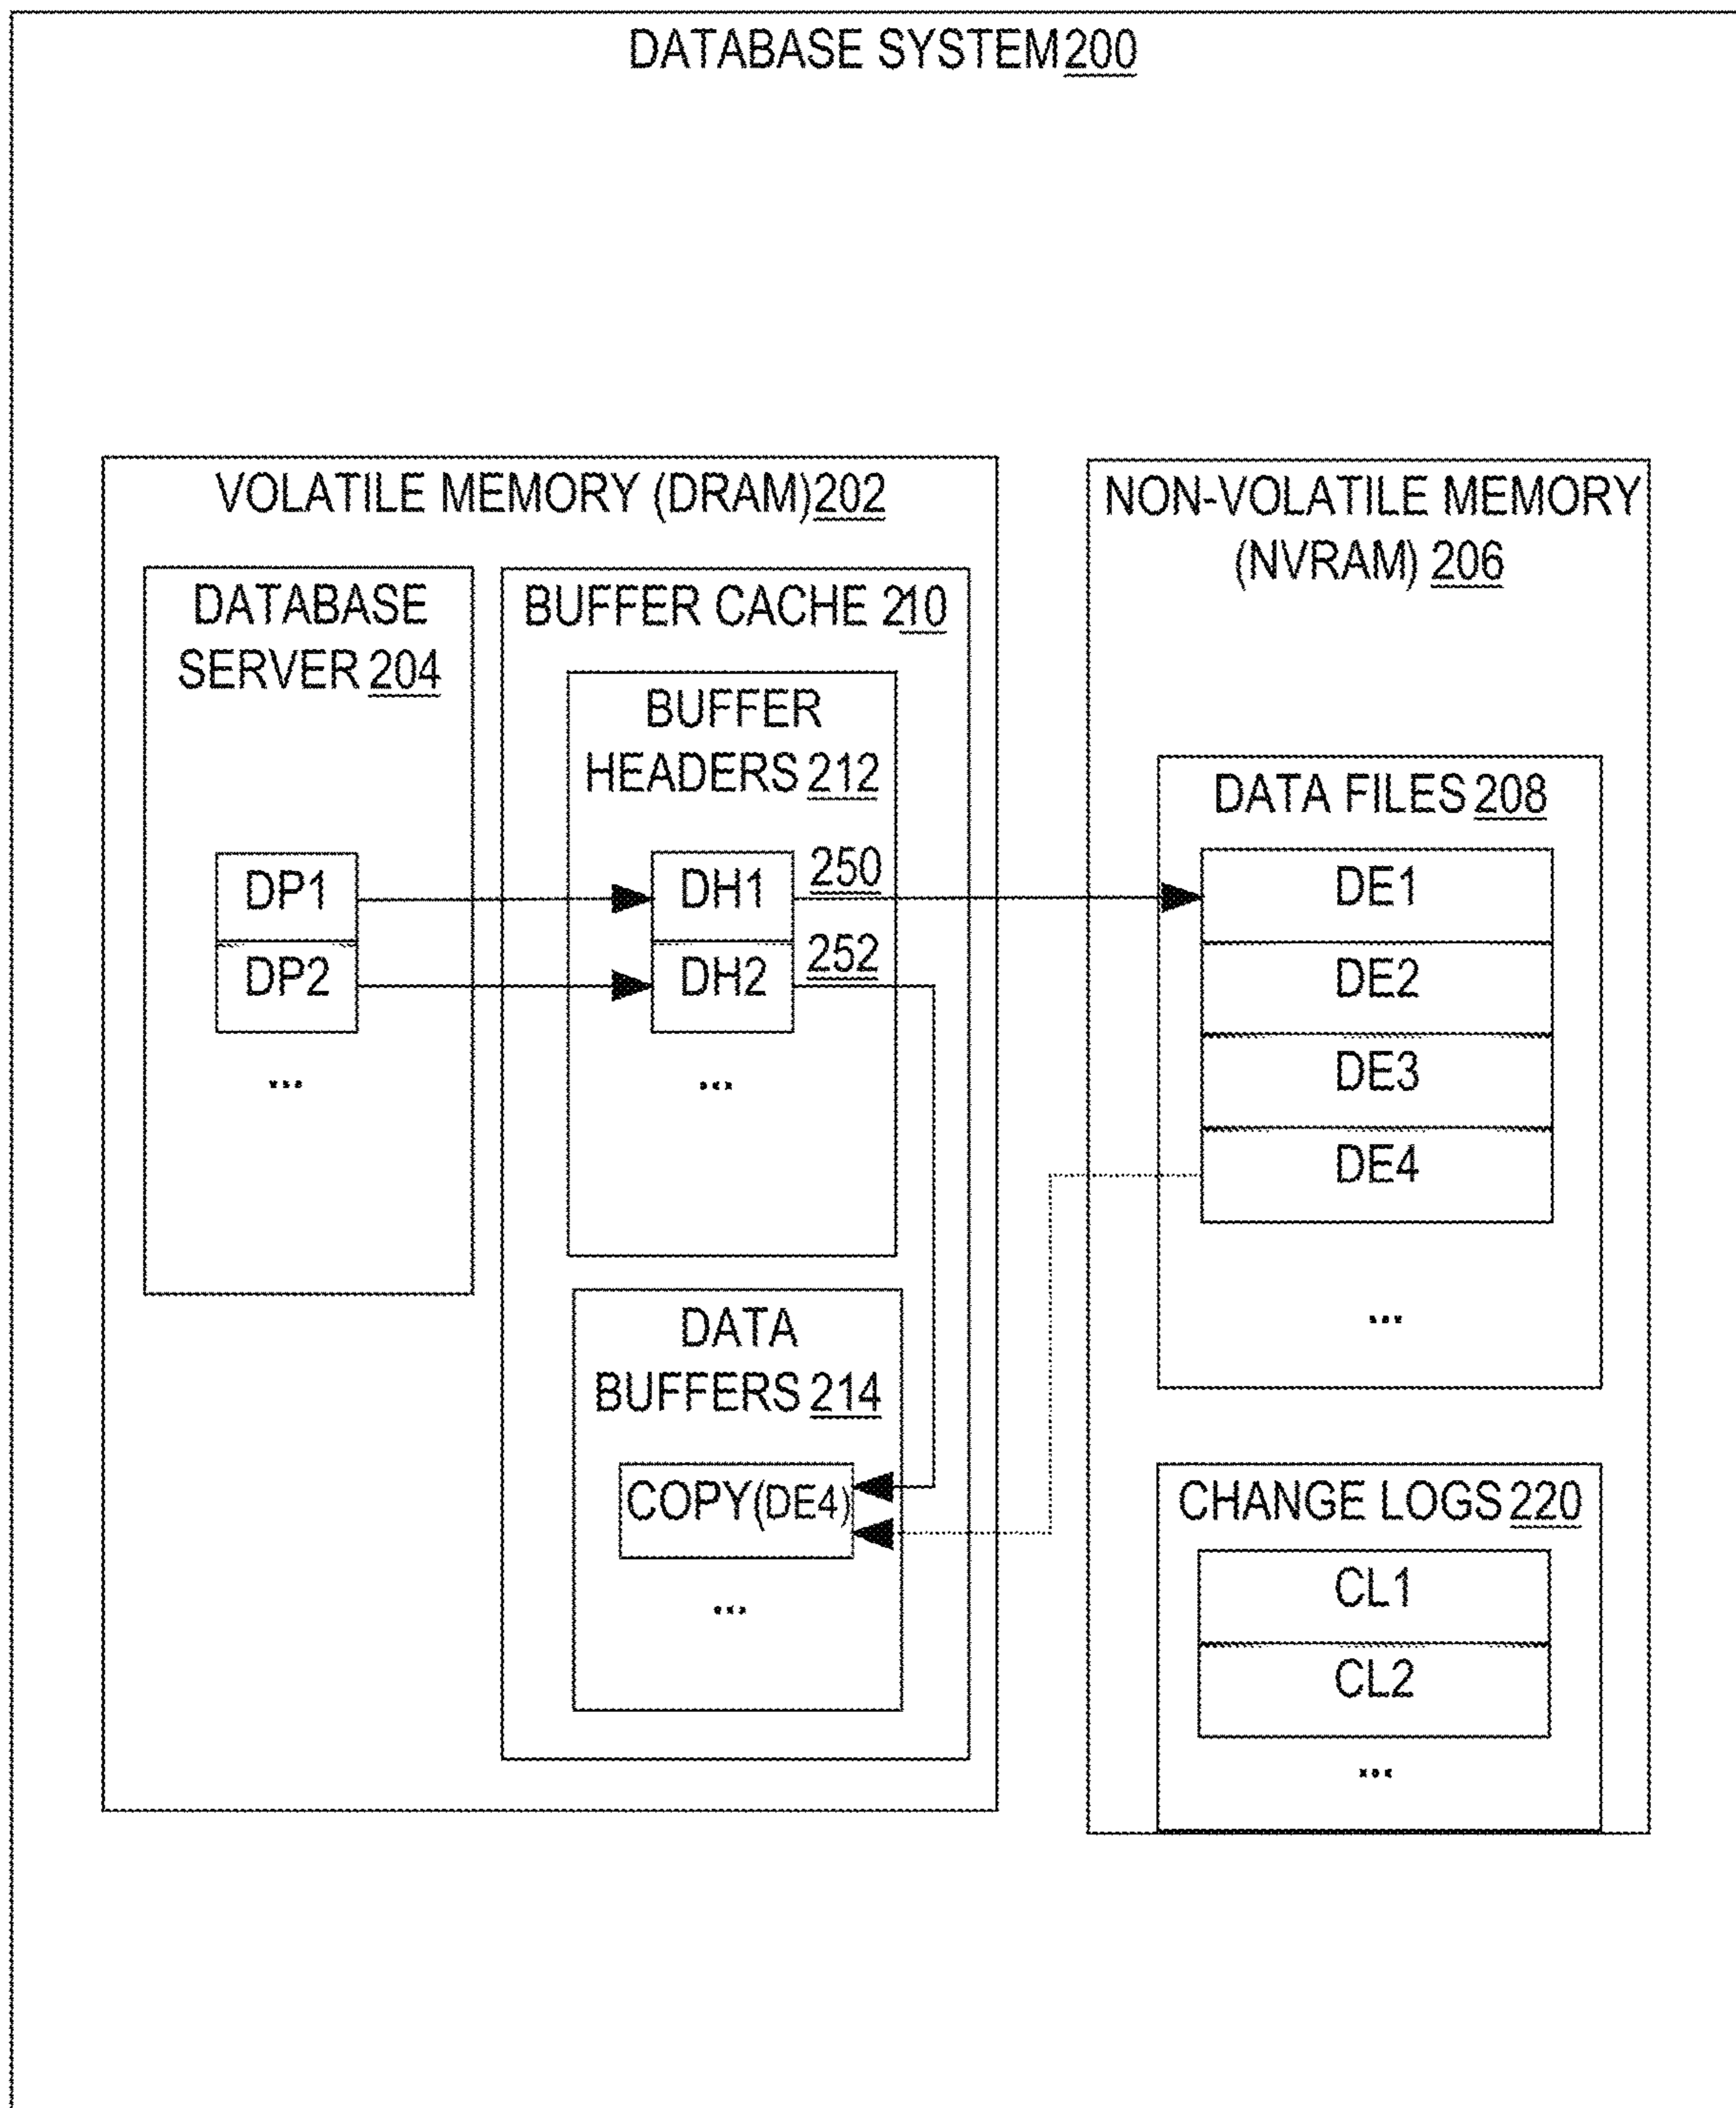 DATABASE SYSTEM 200
VOLATILE MEMORY (DRAM) 202
DATABASE
SERVER 204
DP1
DP2
...
BUFFER CACHE 210
BUFFER
HEADERS 212
DH1
250
DH2
252
...
DATA
BUFFERS 214
COPY(DE4)
...
NON-VOLATILE MEMORY
(NVRAM) 206
DATA FILES 208
DE1
DE2
DE3
DE4
...
CHANGE LOGS 220
CL1
CL2
...